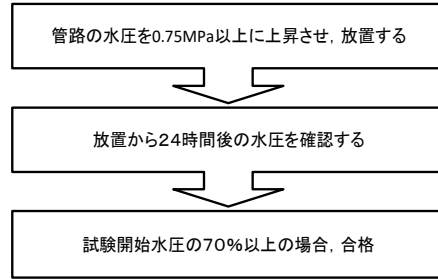 管路の水圧を0.75MPa以上に上昇させ，放置する
放置から２４時間後の水圧を確認する
試験開始水圧の７０％以上の場合，合格